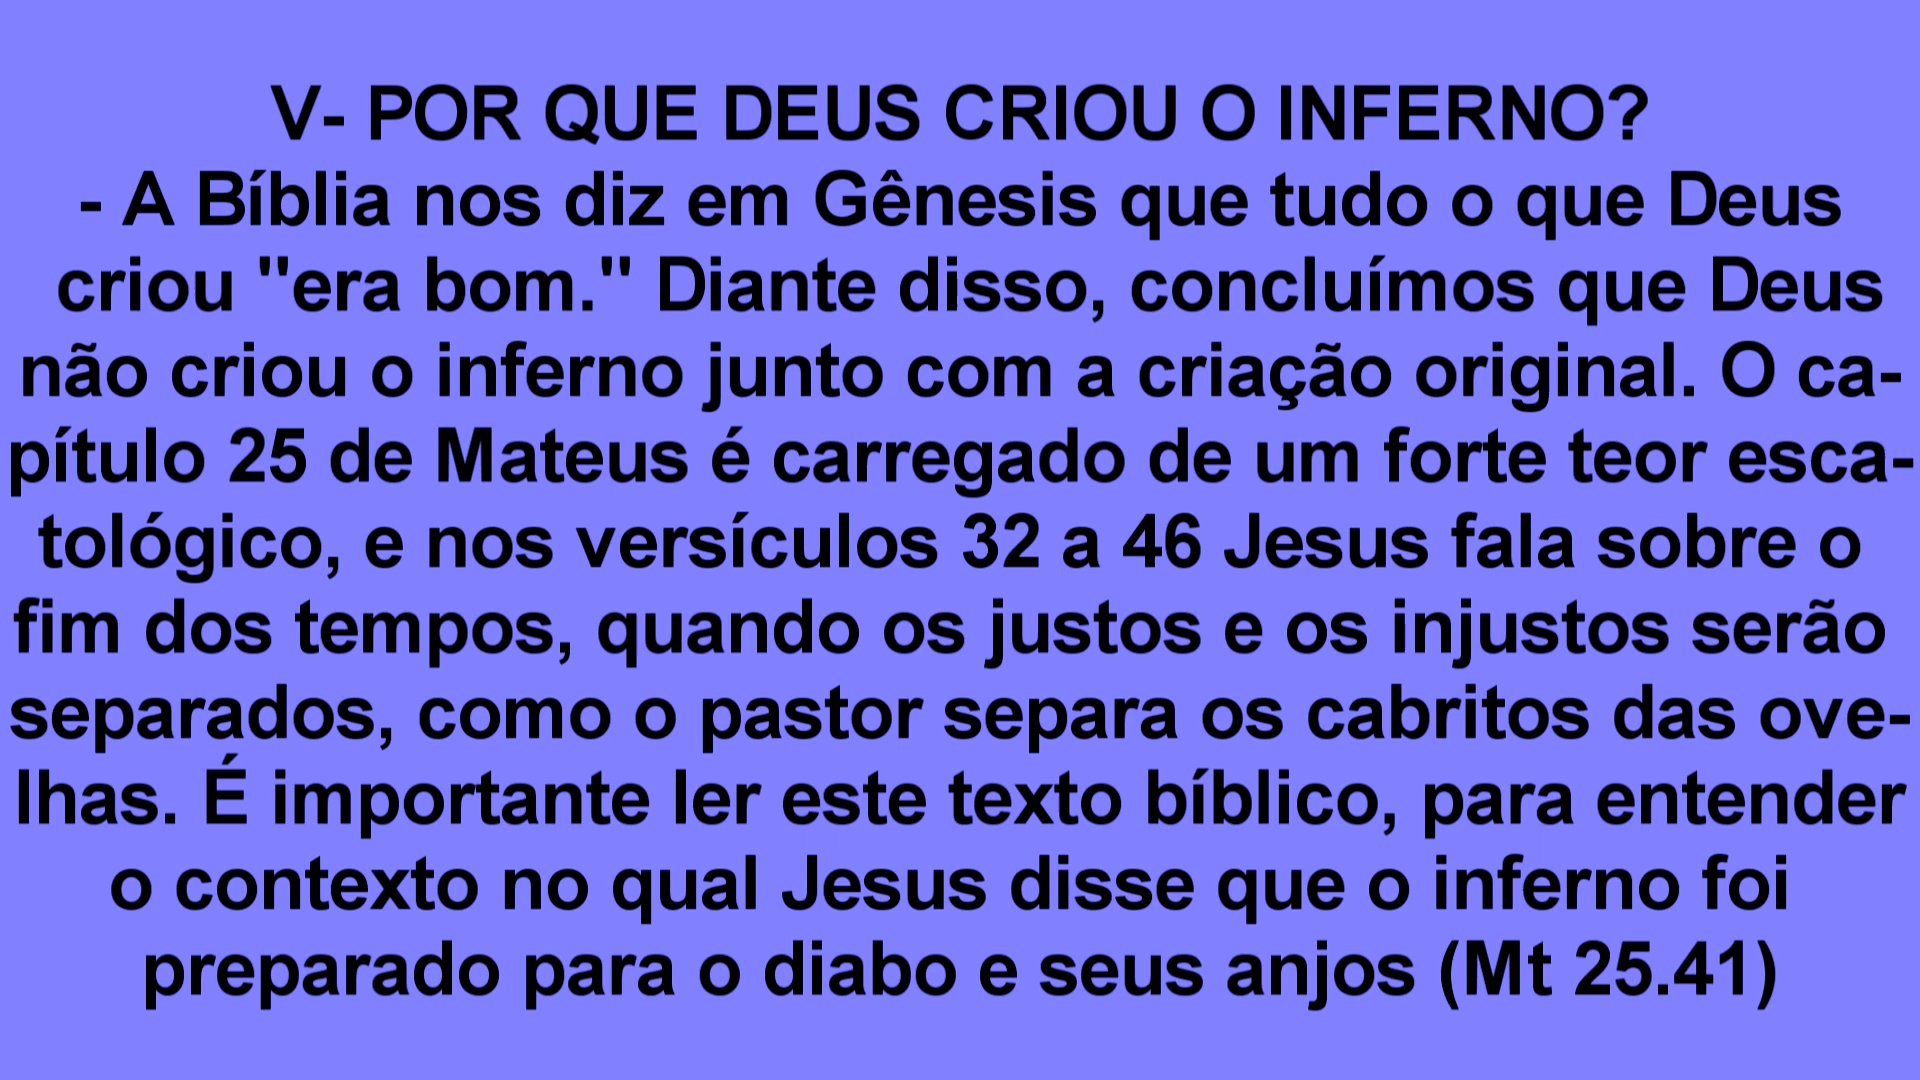 V- POR QUE DEUS CRIOU O INFERNO?
- A Bíblia nos diz em Gênesis que tudo o que Deus
criou "era bom." Diante disso, concluímos que Deus
não criou o inferno junto com a criação original. O ca-
pítulo 25 de Mateus é carregado de um forte teor esca-
tológico, e nos versículos 32 a 46 Jesus fala sobre o
fim dos tempos, quando os justos e os injustos serão
separados, como o pastor separa os cabritos das ove-
lhas. É importante ler este texto bíblico, para entender
o contexto no qual Jesus disse que o inferno foi
preparado para o diabo e seus anjos (Mt 25.41)